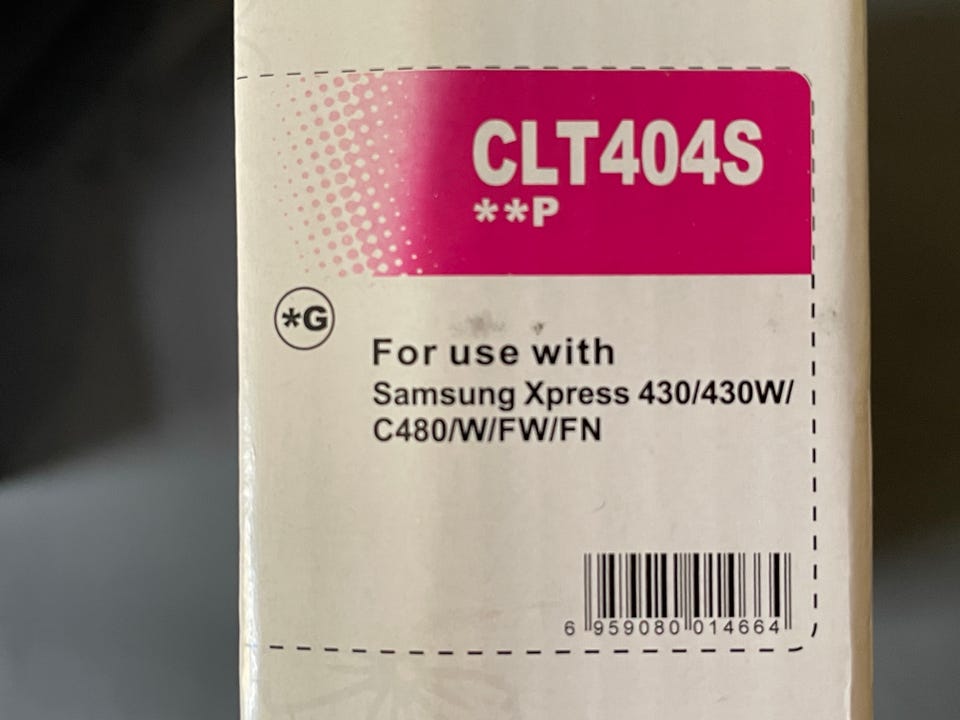 CLT404S
**P
*G
For use with
Samsung Xpress 430/430W/
C480/W/FW/FN
6 959080 014664